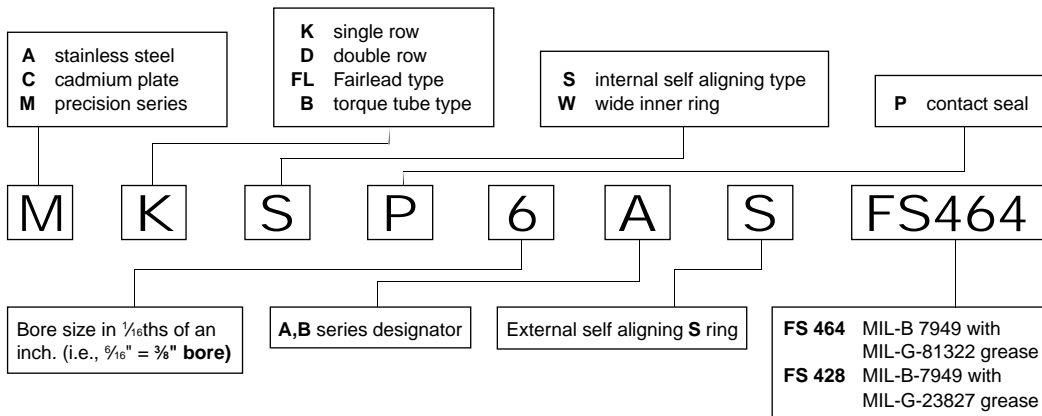 A stainless steel
C cadmium plate
M precision series
K single row
D double row
FL Fairlead type
B torque tube type
S internal self aligning type
W wide inner ring
P contact seal
M K S P 6 A S FS464
Bore size in 1⁄16ths of an
inch. (i.e., 6⁄16" = 3⁄8" bore)
A,B series designator
External self aligning S ring
FS 464 MIL-B 7949 with
MIL-G-81322 grease
FS 428 MIL-B-7949 with
MIL-G-23827 grease